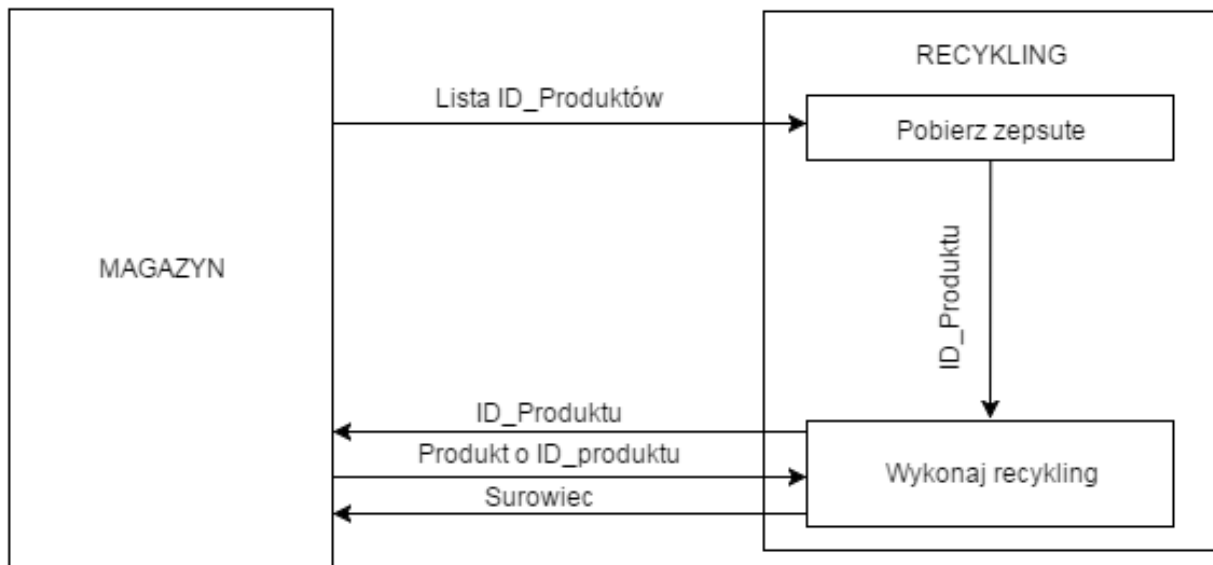 RECYKLING
Lista ID_Produktów
Pobierz zepsute
MAGAZYN
ID_Produktu
ID_Produktu
Produkt o ID_produktu
Wykonaj recykling
Surowiec